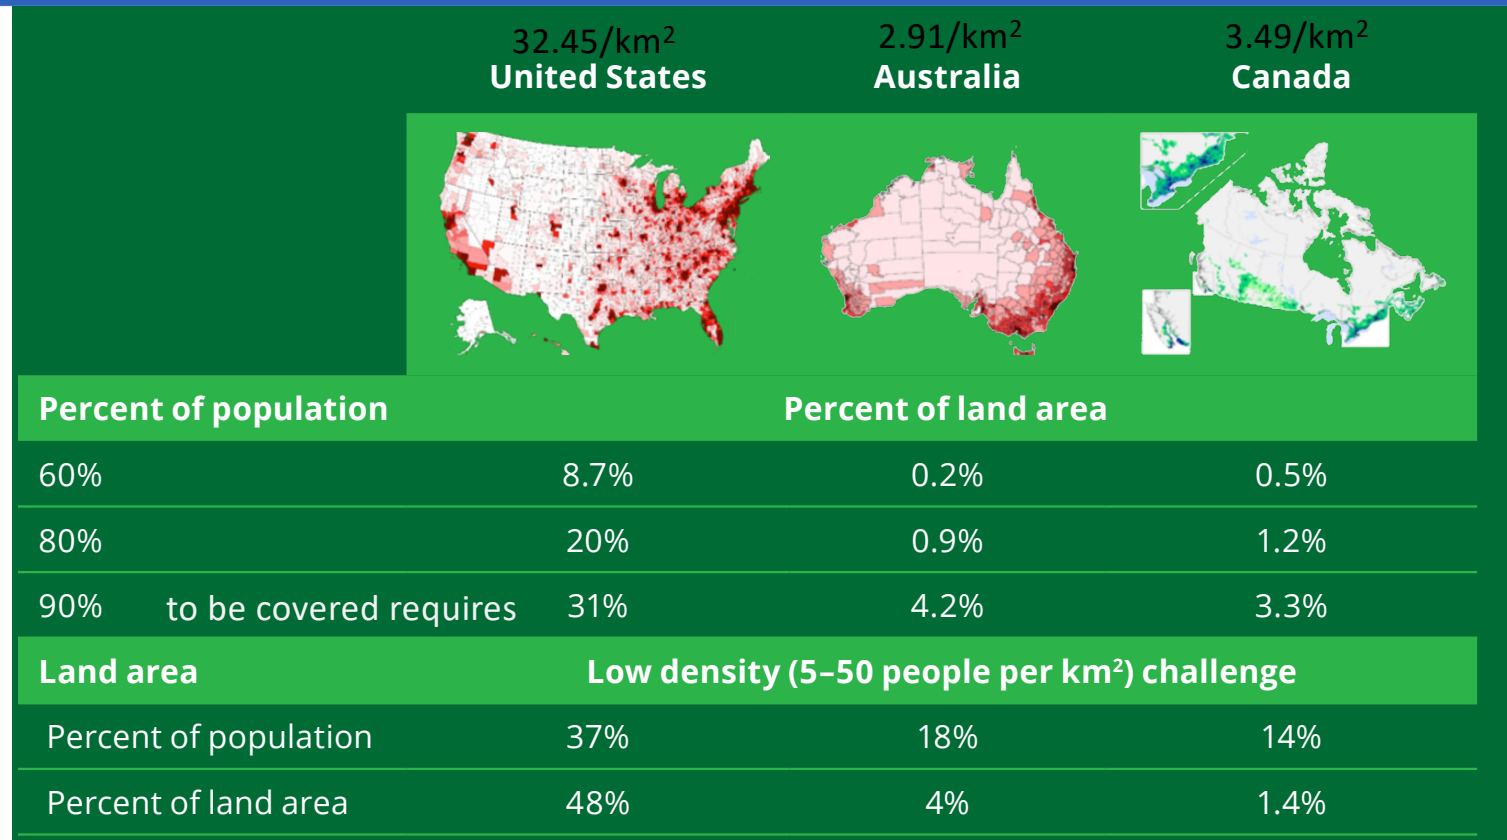 32.45/km² 2.91/km² 3.49/km²
United States Australia Canada
Percent of population Percent of land area
60% 8.7% 0.2% 0.5%
80% 20% 0.9% 1.2%
90% to be covered requires 31% 4.2% 3.3%
Land area Low density (5–50 people per km²) challenge
Percent of population 37% 18% 14%
Percent of land area 48% 4% 1.4%